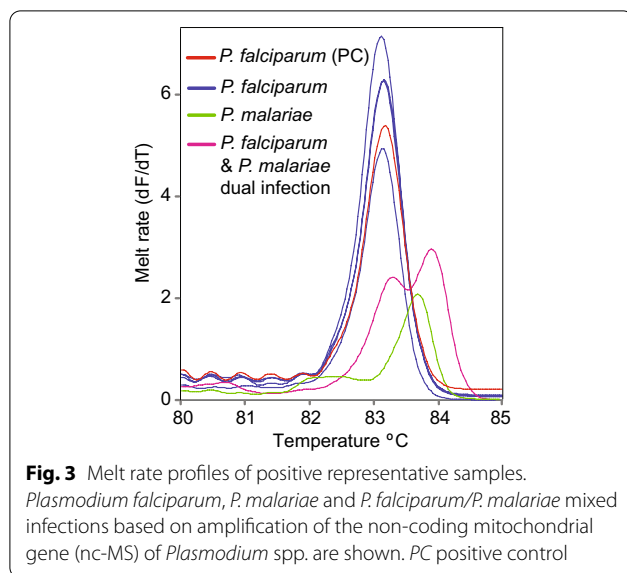 P. falciparum (PC)
P. falciparum
P. malariae
P. falciparum
& P. malariae
dual infection
Melt rate (dF/dT)
6
4
2
0
80 81 82 83 84 85
Temperature °C
Fig. 3 Melt rate profiles of positive representative samples.
Plasmodium falciparum, P. malariae and P. falciparum/P. malariae mixed
infections based on amplification of the non-coding mitochondrial
gene (nc-MS) of Plasmodium spp. are shown. PC positive control